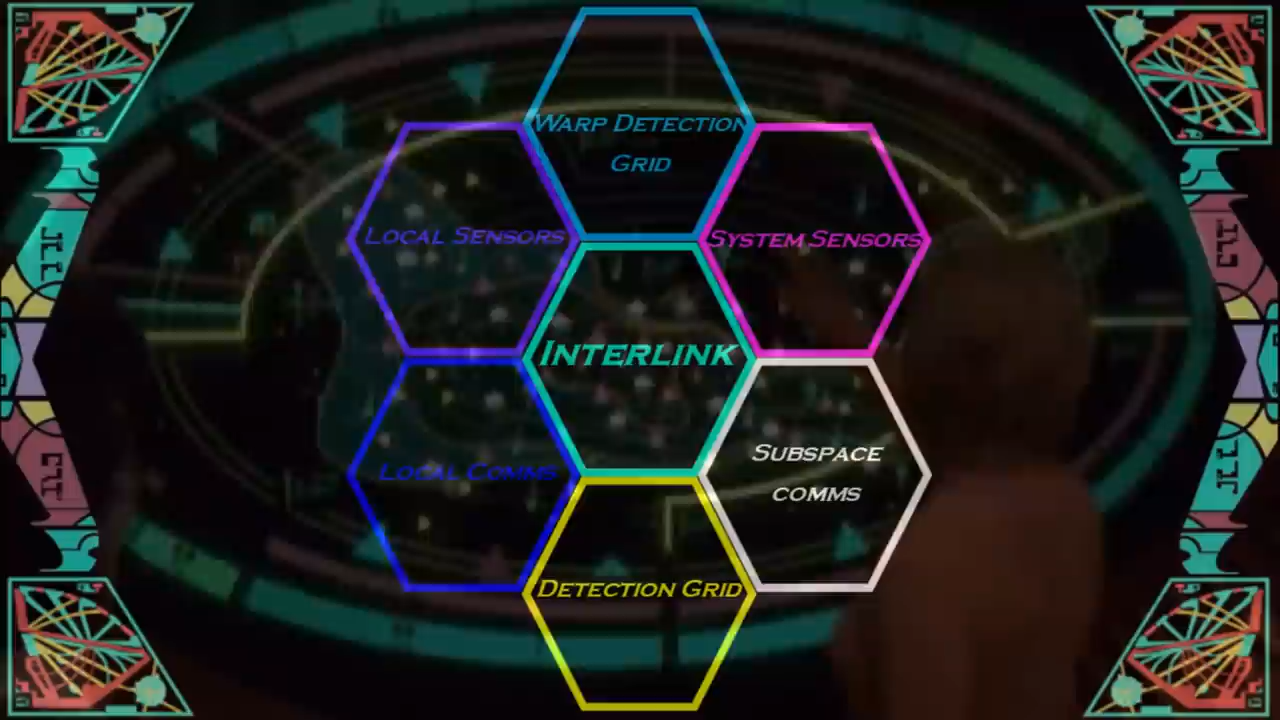 Warp Detection
Grid
Local Sensors
System Sensors
Interlink
Local Comms
Subspace
comms
Detection Grid